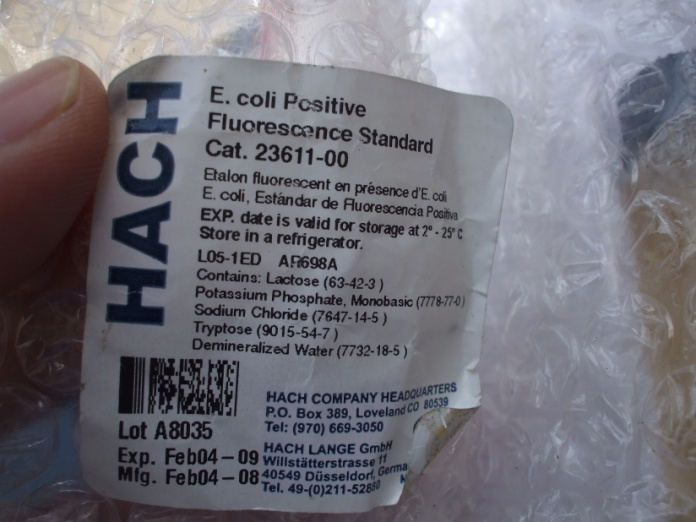 HACH
E. coli Positive
Fluorescence Standard
Cat. 23611-00
Etalon fluorescent en présence d'E. coli
E. coli, Estándar de Fluorescencia Positiva
EXP. date is valid for storage at 2° - 25° C
Store in a refrigerator.
L05-1ED AR698A
Contains: Lactose (63-42-3 )
Potassium Phosphate, Monobasic (7778-77-0 )
Sodium Chloride (7647-14-5 )
Tryptose (9015-54-7 )
Demineralized Water (7732-18-5 )
HACH COMPANY HEADQUARTERS
P.O. Box 389, Loveland CO 80539
Tel: (970) 669-3050
Lot A8035
Exp. Feb04-09
Mfg. Feb04-08
HACH LANGE GmbH
Willstätterstrasse 11
40549 Düsseldorf, Germa
Tel. 49-(0)211-52